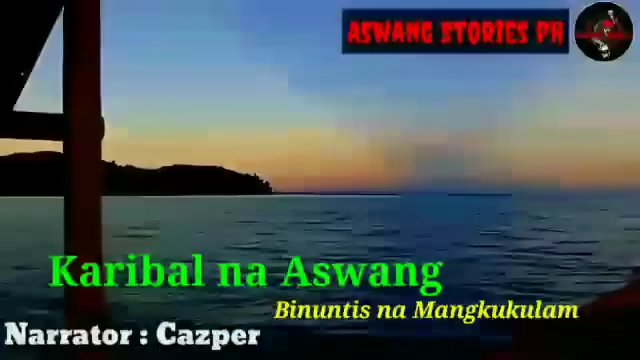 ASWANG STORIES PH
Karibal na Aswang
Binuntis na Mangkukulam
Narrator : Cazper